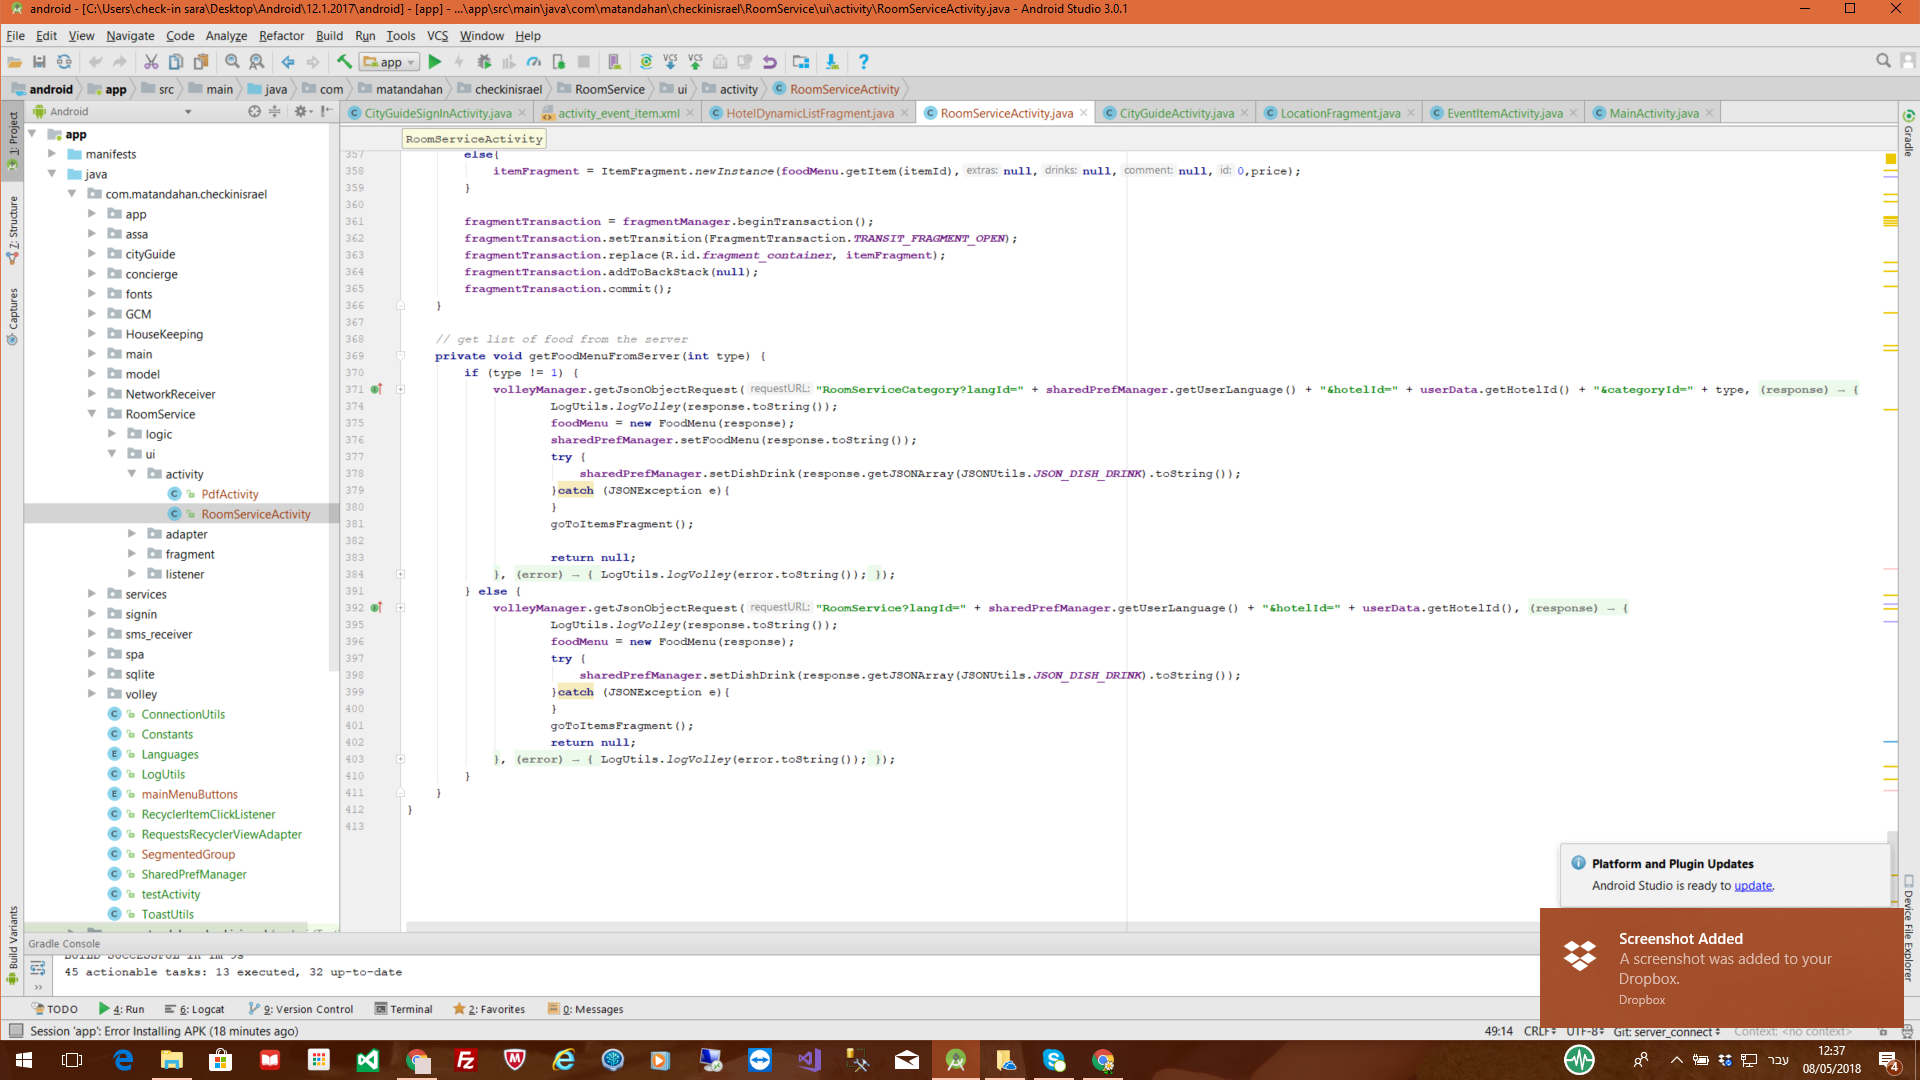 android - [C:\Users\check-in sara\Desktop\Android\12.1.2017\android] - [app] - ...\app\src\main\java\com\matandahan\checkinisrael\RoomService\ui\activity\RoomServiceActivity.java - Android Studio 3.0.1
File Edit View Navigate Code Analyze Refactor Build Run Tools VCS Window Help
app
android app src main java com matandahan checkinisrael RoomService ui activity RoomServiceActivity
Android
CityGuideSignInActivity.java activity_event_item.xml HotelDynamicListFragment.java RoomServiceActivity.java CityGuideActivity.java LocationFragment.java EventItemActivity.java MainActivity.java
1: Project
Z: Structure
Captures
Build Variants
Gradle
Device File Explorer
app
manifests
java
com.matandahan.checkinisrael
app
assa
cityGuide
concierge
fonts
GCM
HouseKeeping
main
model
NetworkReceiver
RoomService
logic
ui
activity
PdfActivity
RoomServiceActivity
adapter
fragment
listener
services
signin
sms_receiver
spa
sqlite
volley
ConnectionUtils
Constants
Languages
LogUtils
mainMenuButtons
RecyclerItemClickListener
RequestsRecyclerViewAdapter
SegmentedGroup
SharedPrefManager
testActivity
ToastUtils
RoomServiceActivity
357 else{
358 itemFragment = ItemFragment.newInstance(foodMenu.getItem(itemId), extras: null, drinks: null, comment: null, id: 0,price);
359 }
360
361 fragmentTransaction = fragmentManager.beginTransaction();
362 fragmentTransaction.setTransition(FragmentTransaction.TRANSIT_FRAGMENT_OPEN);
363 fragmentTransaction.replace(R.id.fragment_container, itemFragment);
364 fragmentTransaction.addToBackStack(null);
365 fragmentTransaction.commit();
366 }
367
368 // get list of food from the server
369 private void getFoodMenuFromServer(int type) {
370 if (type != 1) {
371 volleyManager.getJsonObjectRequest( requestURL: "RoomServiceCategory?langId=" + sharedPrefManager.getUserLanguage() + "&hotelId=" + userData.getHotelId() + "&categoryId=" + type, (response) → {
374 LogUtils.logVolley(response.toString());
375 foodMenu = new FoodMenu(response);
376 sharedPrefManager.setFoodMenu(response.toString());
377 try {
378 sharedPrefManager.setDishDrink(response.getJSONArray(JSONUtils.JSON_DISH_DRINK).toString());
379 }catch (JSONException e){
380 }
381 goToItemsFragment();
382
383 return null;
384 }, (error) → { LogUtils.logVolley(error.toString()); });
391 } else {
392 volleyManager.getJsonObjectRequest( requestURL: "RoomService?langId=" + sharedPrefManager.getUserLanguage() + "&hotelId=" + userData.getHotelId(), (response) → {
395 LogUtils.logVolley(response.toString());
396 foodMenu = new FoodMenu(response);
397 try {
398 sharedPrefManager.setDishDrink(response.getJSONArray(JSONUtils.JSON_DISH_DRINK).toString());
399 }catch (JSONException e){
400 }
401 goToItemsFragment();
402 return null;
403 }, (error) → { LogUtils.logVolley(error.toString()); });
410 }
411 }
412 }
413
Platform and Plugin Updates
Android Studio is ready to update.
Screenshot Added
A screenshot was added to your
Dropbox.
Dropbox
Gradle Console
BUILD SUCCESSFUL in 1m 9s
45 actionable tasks: 13 executed, 32 up-to-date
TODO 4: Run 6: Logcat 9: Version Control Terminal 2: Favorites 0: Messages
Session 'app': Error Installing APK (18 minutes ago)
49:14 CRLF UTF-8 Git: server_connect Context: <no context>
עבר
12:37
08/05/2018
4